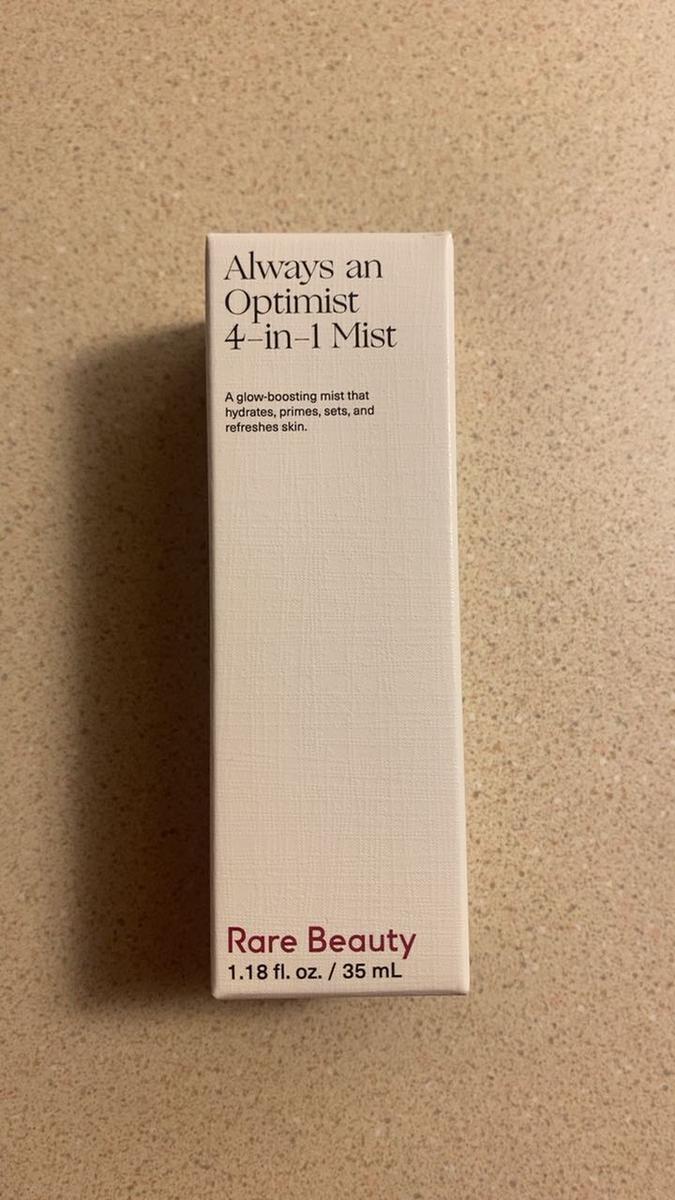 Always an
Optimist
4-in-1 Mist
A glow-boosting mist that
hydrates, primes, sets, and
refreshes skin.
Rare Beauty
1.18 fl. oz. / 35 mL